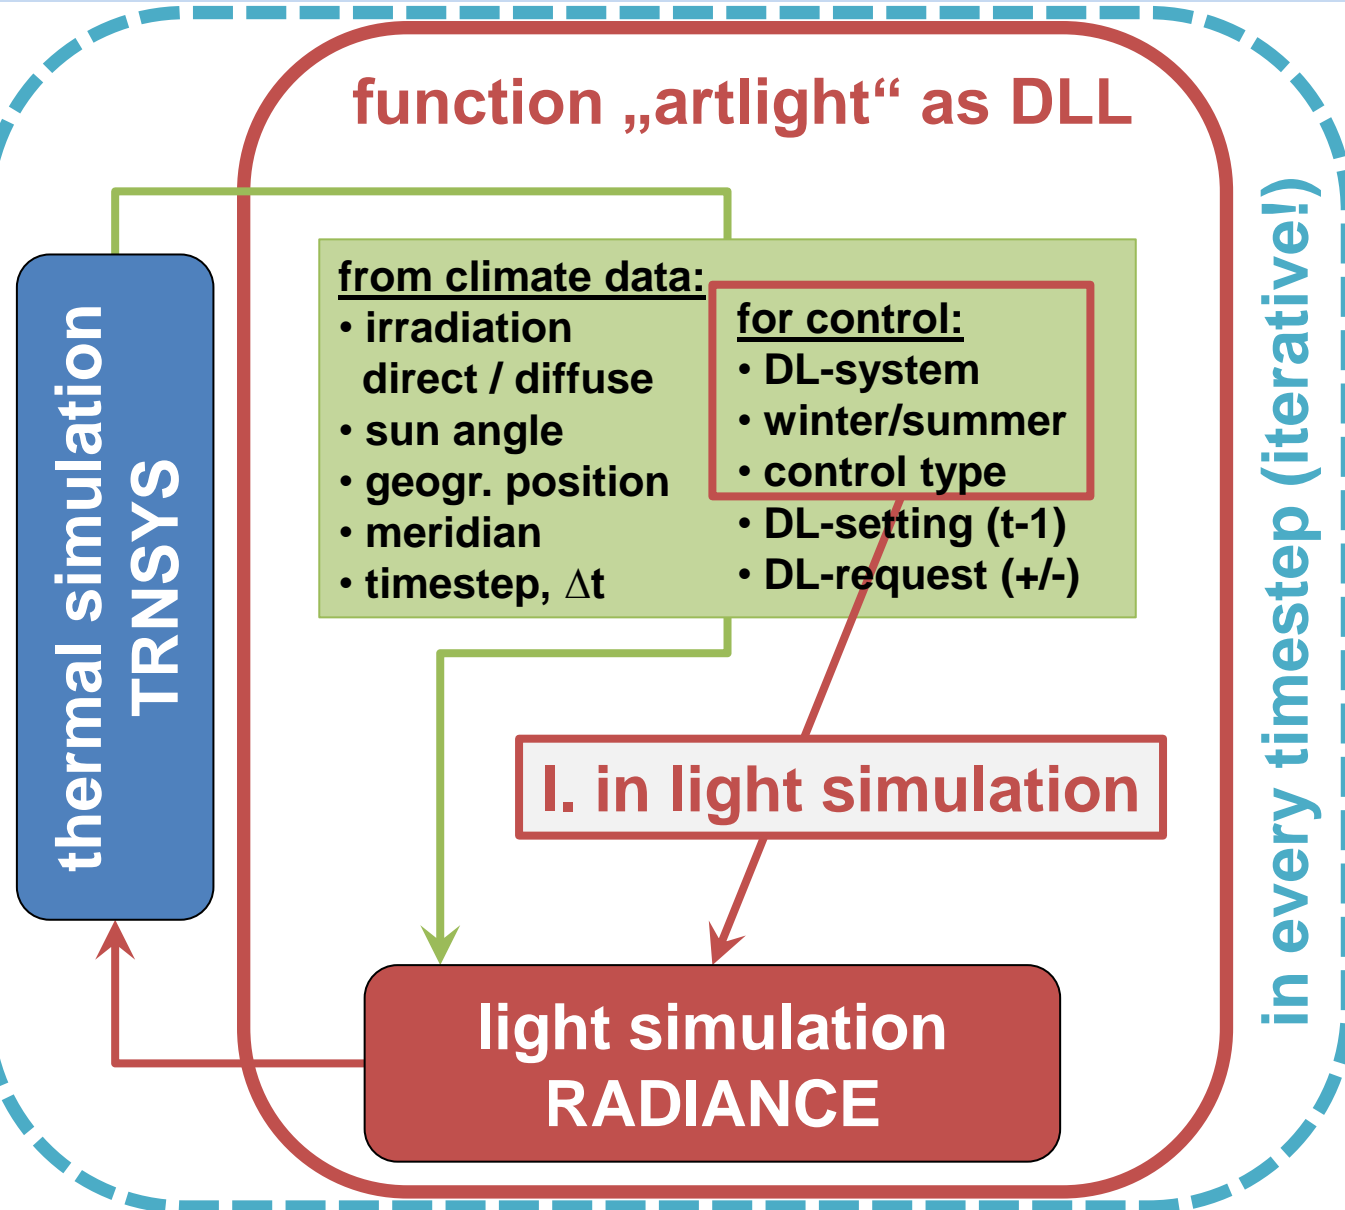 function „artlight“ as DLL
thermal simulation
TRNSYS
from climate data:
• irradiation
direct / diffuse
• sun angle
• geogr. position
• meridian
• timestep, Δt
for control:
• DL-system
• winter/summer
• control type
• DL-setting (t-1)
• DL-request (+/-)
I. in light simulation
light simulation
RADIANCE
in every timestep (iterative!)